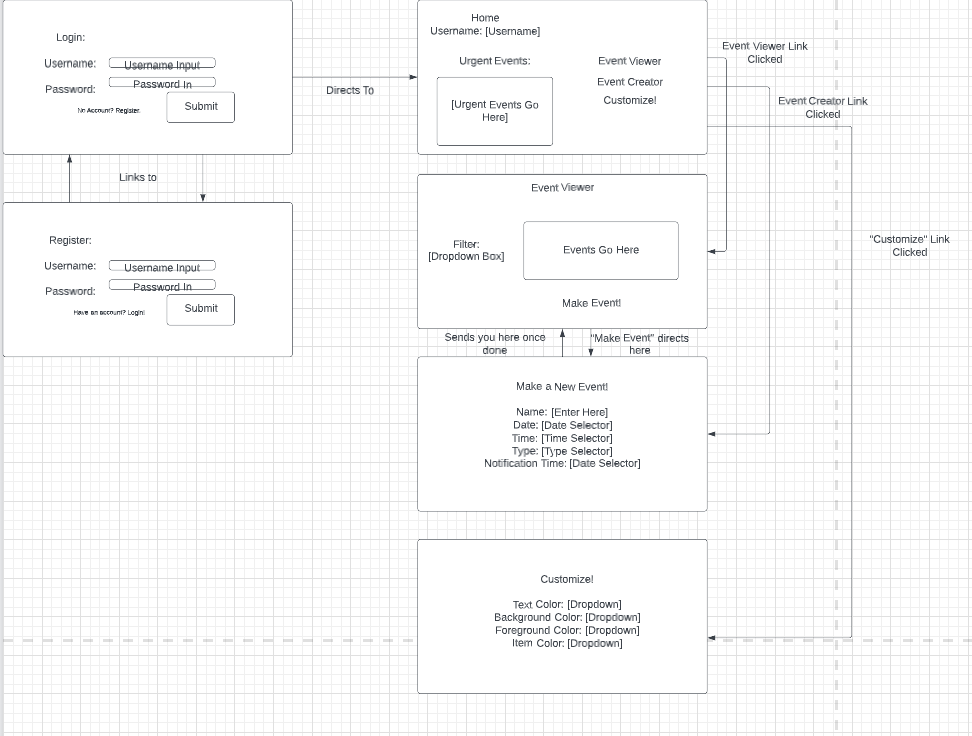 Login:
Username:
Username Input
Password:
Password In
No Account? Register.
Submit
Directs To
Links to
Register:
Username:
Username Input
Password:
Password In
Have an account? Login!
Submit
Home
Username: [Username]
Urgent Events:
[Urgent Events Go
Here]
Event Viewer
Event Creator
Customize!
Event Viewer Link
Clicked
Event Creator Link
Clicked
"Customize" Link
Clicked
Event Viewer
Filter:
[Dropdown Box]
Events Go Here
Make Event!
Sends you here once
done
"Make Event" directs
here
Make a New Event!
Name: [Enter Here]
Date: [Date Selector]
Time: [Time Selector]
Type: [Type Selector]
Notification Time: [Date Selector]
Customize!
Text Color: [Dropdown]
Background Color: [Dropdown]
Foreground Color: [Dropdown]
Item Color: [Dropdown]